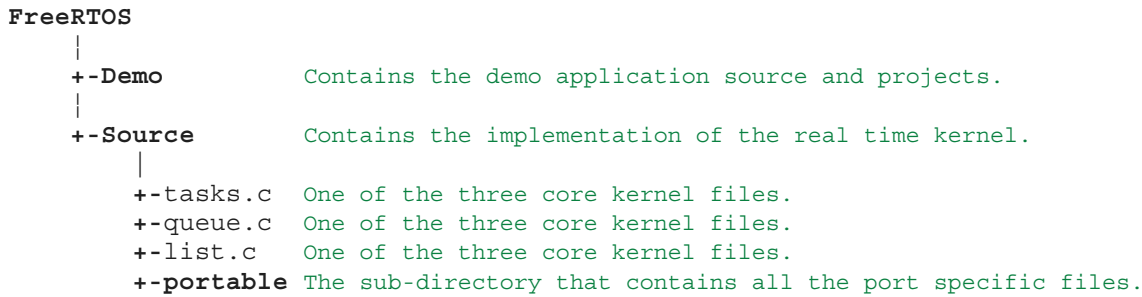 FreeRTOS
¦
+-Demo Contains the demo application source and projects.
¦
+-Source Contains the implementation of the real time kernel.
|
+-tasks.c One of the three core kernel files.
+-queue.c One of the three core kernel files.
+-list.c One of the three core kernel files.
+-portable The sub-directory that contains all the port specific files.